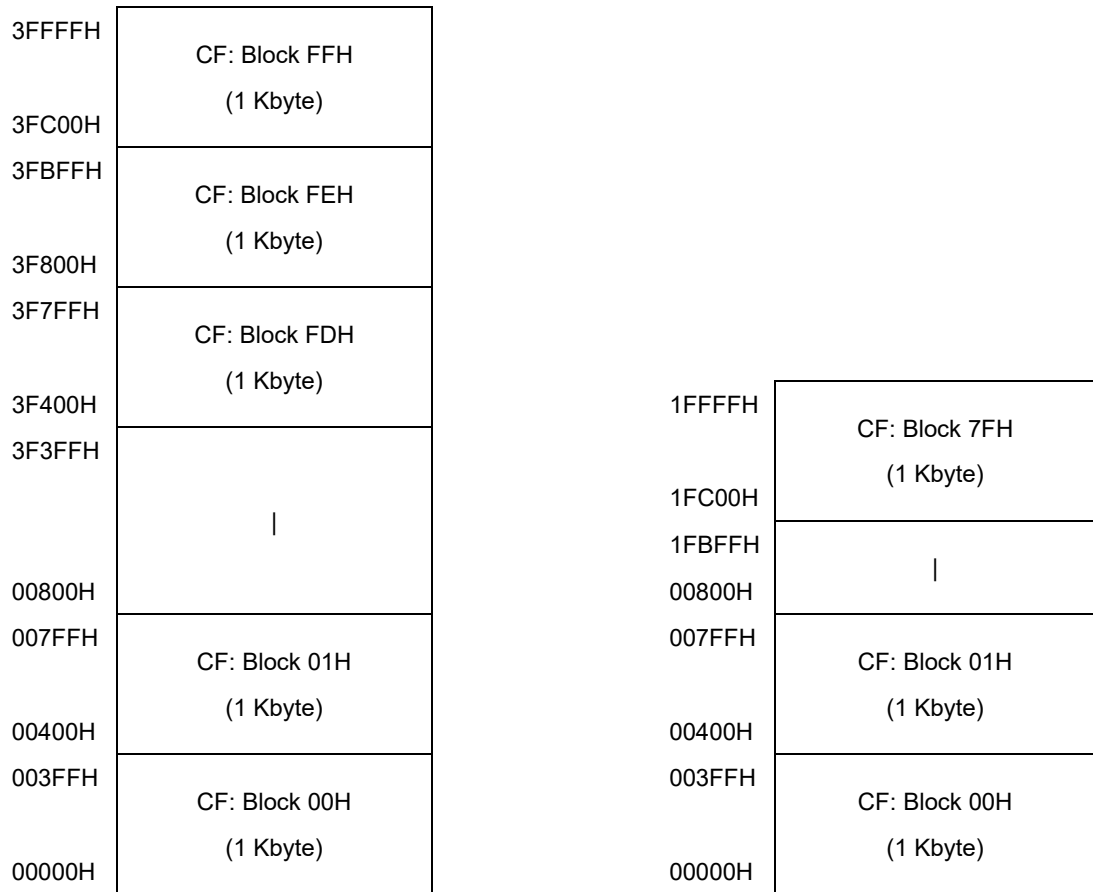 3FFFFH
CF: Block FFH
(1 Kbyte)
3FC00H
3FBFFH
CF: Block FEH
(1 Kbyte)
3F800H
3F7FFH
CF: Block FDH
(1 Kbyte)
3F400H
3F3FFH
|
00800H
007FFH
CF: Block 01H
(1 Kbyte)
00400H
003FFH
CF: Block 00H
(1 Kbyte)
00000H
1FFFFH
CF: Block 7FH
(1 Kbyte)
1FC00H
1FBFFH
|
00800H
007FFH
CF: Block 01H
(1 Kbyte)
00400H
003FFH
CF: Block 00H
(1 Kbyte)
00000H